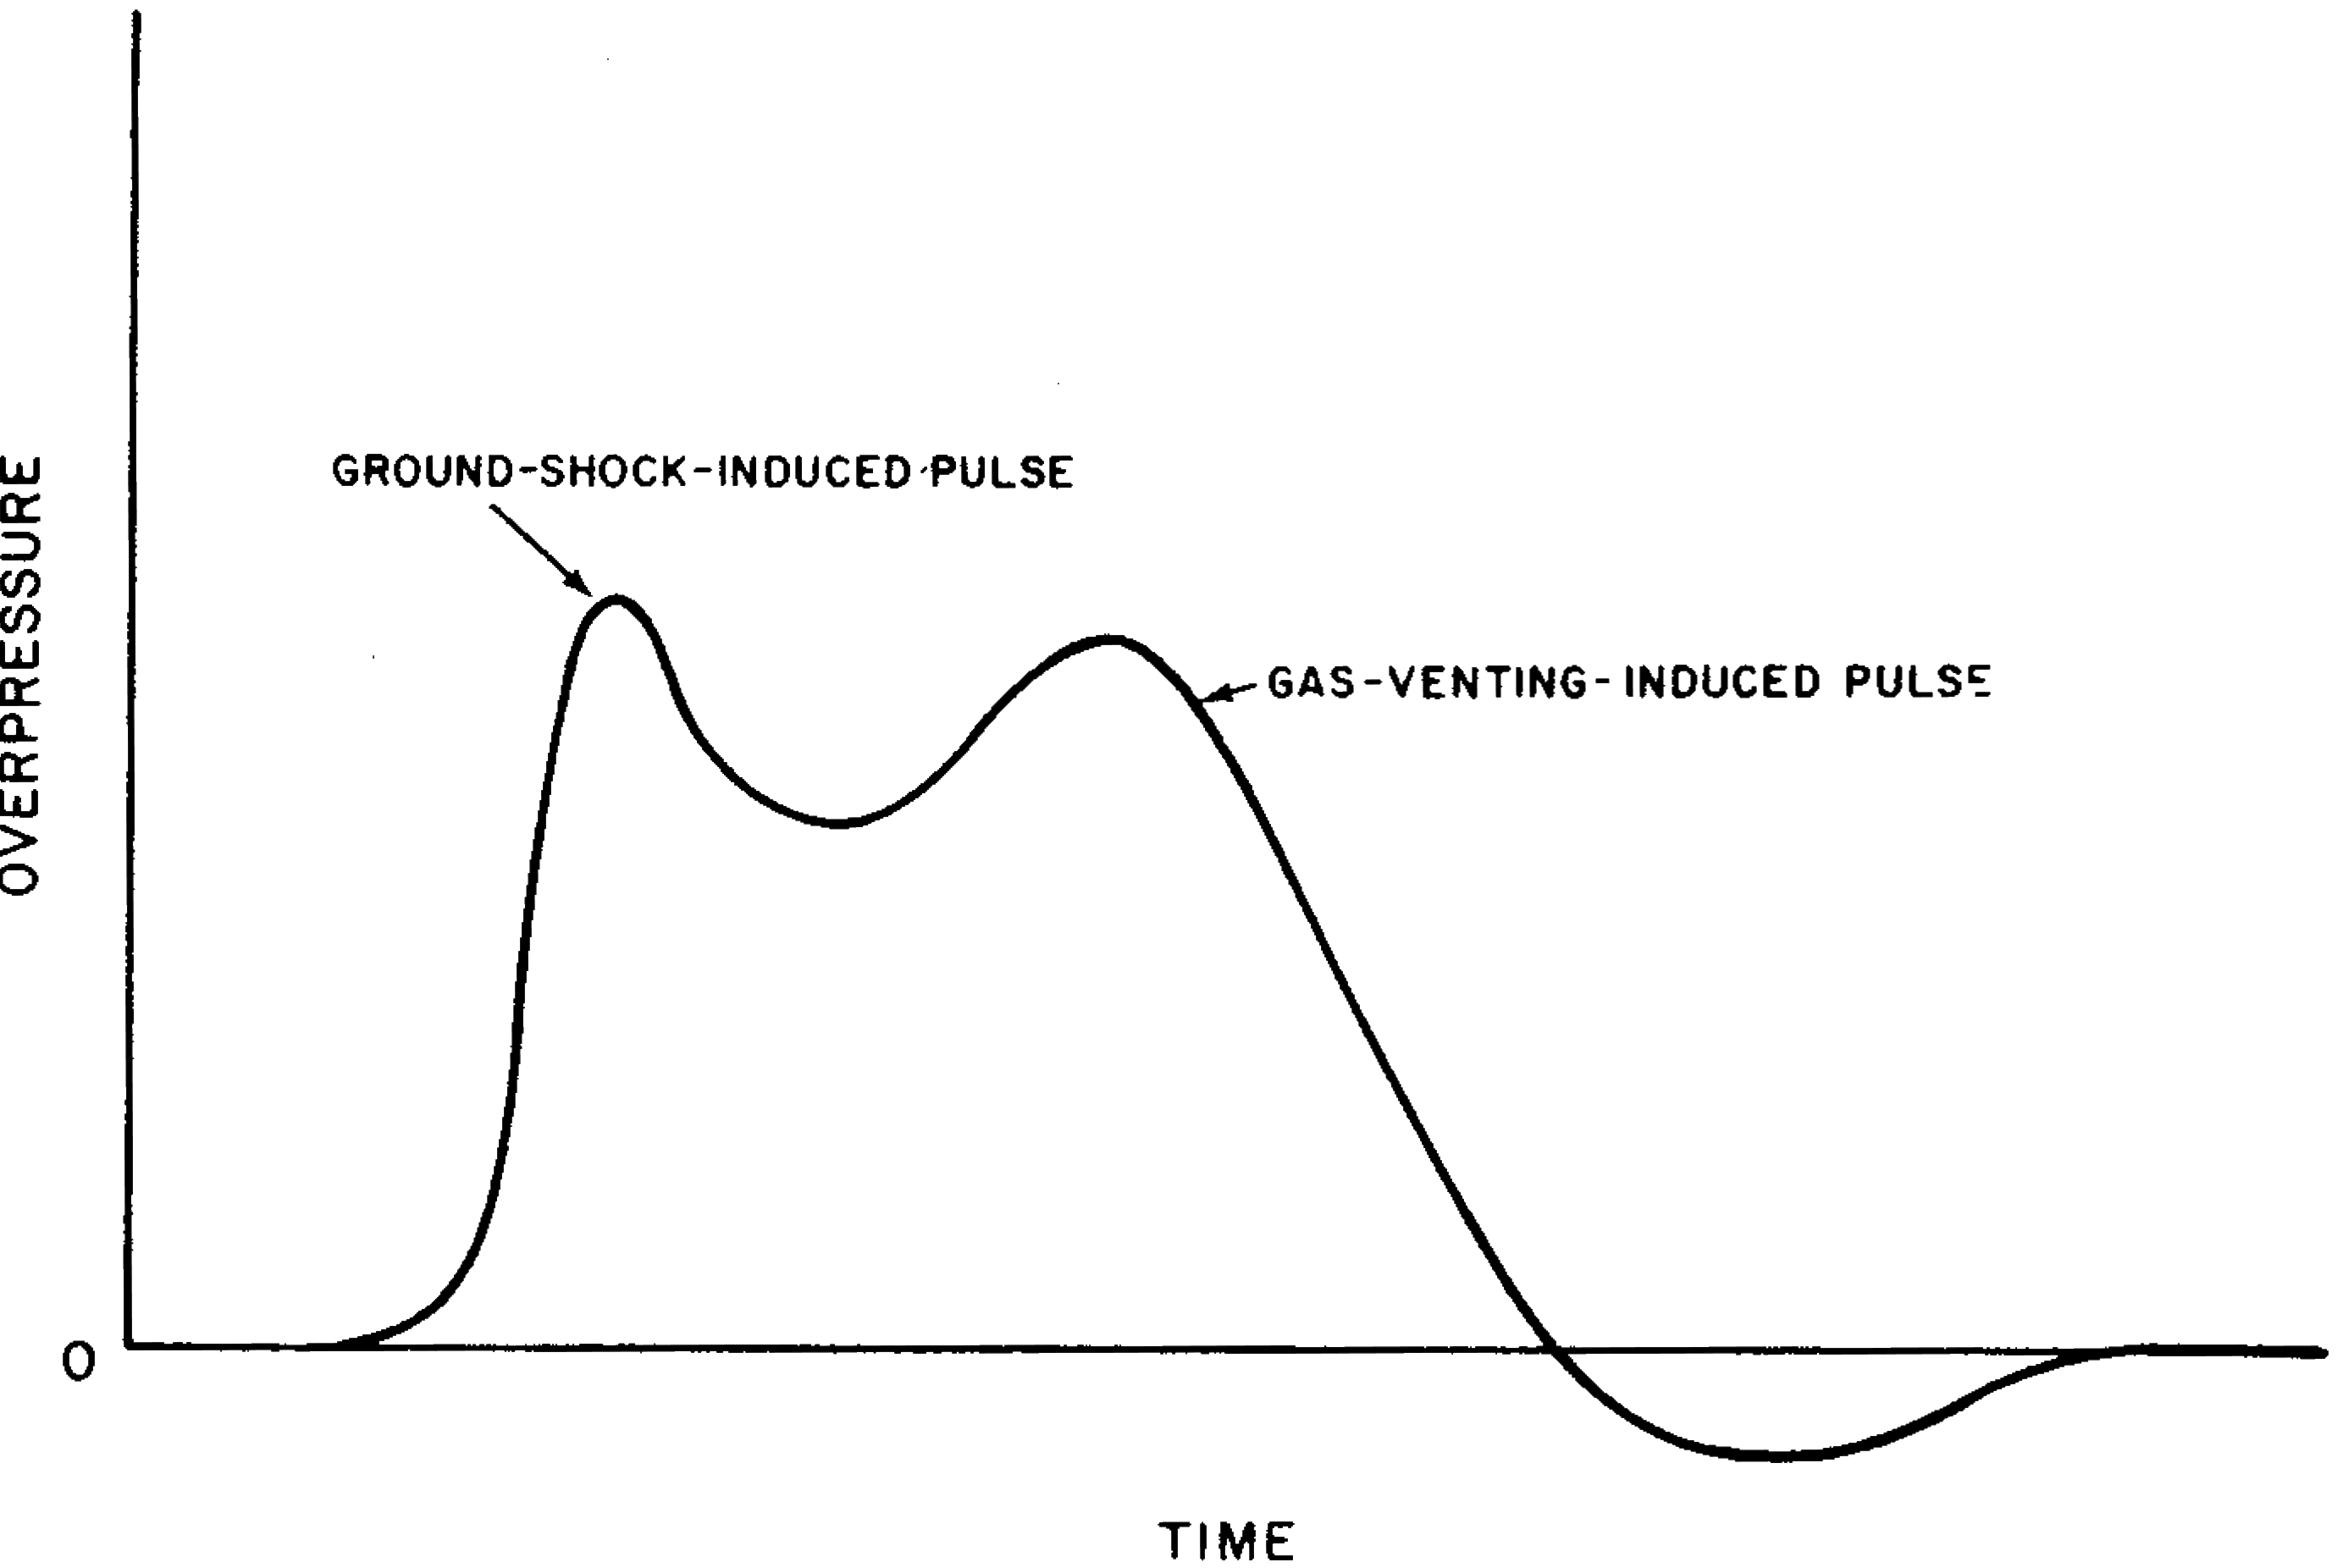 GROUND-SHOCK-INDUCED-PULSE
GAS-VENTING-INDUCED PULSE
OVERPRESSURE
0
TIME